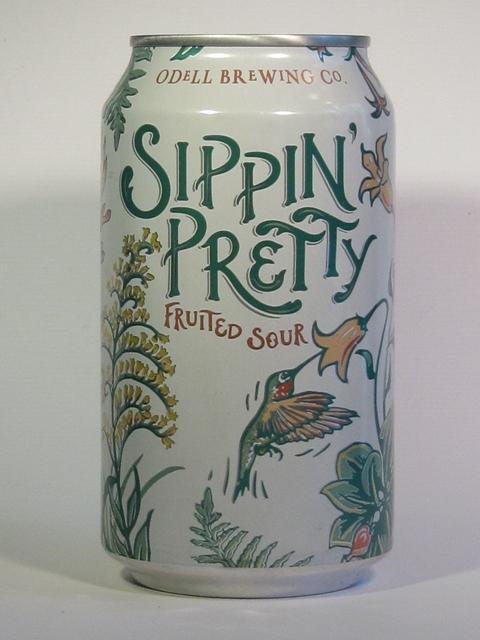 ODELL BREWING CO.
SIPPIN'
PRETTY
FRUITED SOUR